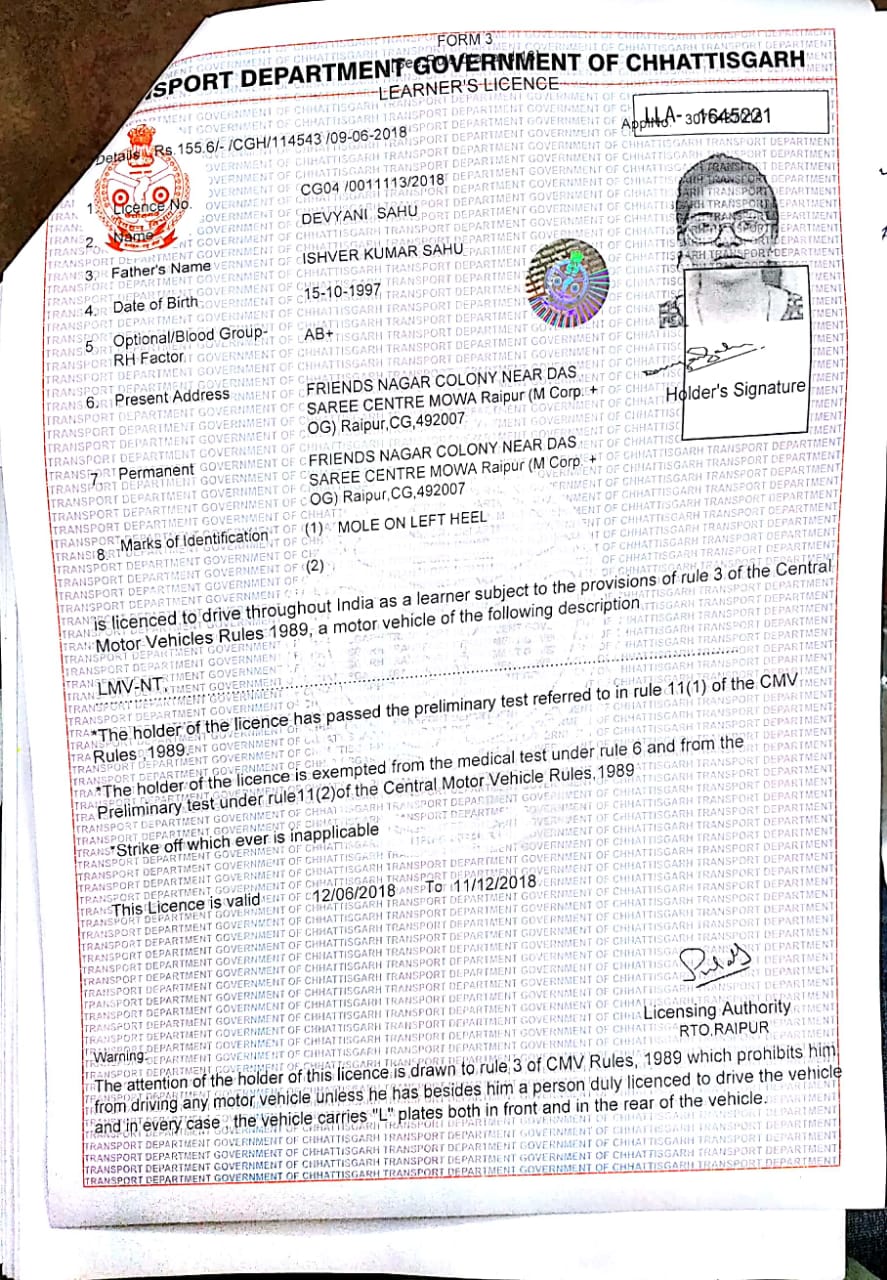 FORM 3
TRANSPORT DEPARTMENT GOVERNMENT OF CHHATTISGARH
LEARNER'S LICENCE
LLA- 1645221
Appl No.
Details Rs.155.6/- /CGH/114543 /09-06-2018
1. Licence No. CG04 /0011113/2018
2. Name DEVYANI SAHU
3. Father's Name ISHVER KUMAR SAHU
4. Date of Birth 15-10-1997
5 Optional/Blood Group- AB+
RH Factor
Holder's Signature
6. Present Address FRIENDS NAGAR COLONY NEAR DAS
SAREE CENTRE MOWA Raipur (M Corp. +
OG) Raipur,CG,492007
7 Permanent FRIENDS NAGAR COLONY NEAR DAS
SAREE CENTRE MOWA Raipur (M Corp. +
OG) Raipur,CG,492007
8. Marks of Identification (1) MOLE ON LEFT HEEL
(2)
is licenced to drive throughout India as a learner subject to the provisions of rule 3 of the Central
Motor Vehicles Rules 1989, a motor vehicle of the following description
LMV-NT,
*The holder of the licence has passed the preliminary test referred to in rule 11(1) of the CMV
Rules ,1989.
*The holder of the licence is exempted from the medical test under rule 6 and from the
Preliminary test under rule11(2)of the Central Motor Vehicle Rules,1989
*Strike off which ever is inapplicable
This Licence is valid 12/06/2018 To 11/12/2018
Licensing Authority
RTO,RAIPUR
Warning
The attention of the holder of this licence is drawn to rule 3 of CMV Rules, 1989 which prohibits him
from driving any motor vehicle unless he has besides him a person duly licenced to drive the vehicle
and in every case , the vehicle carries "L" plates both in front and in the rear of the vehicle.